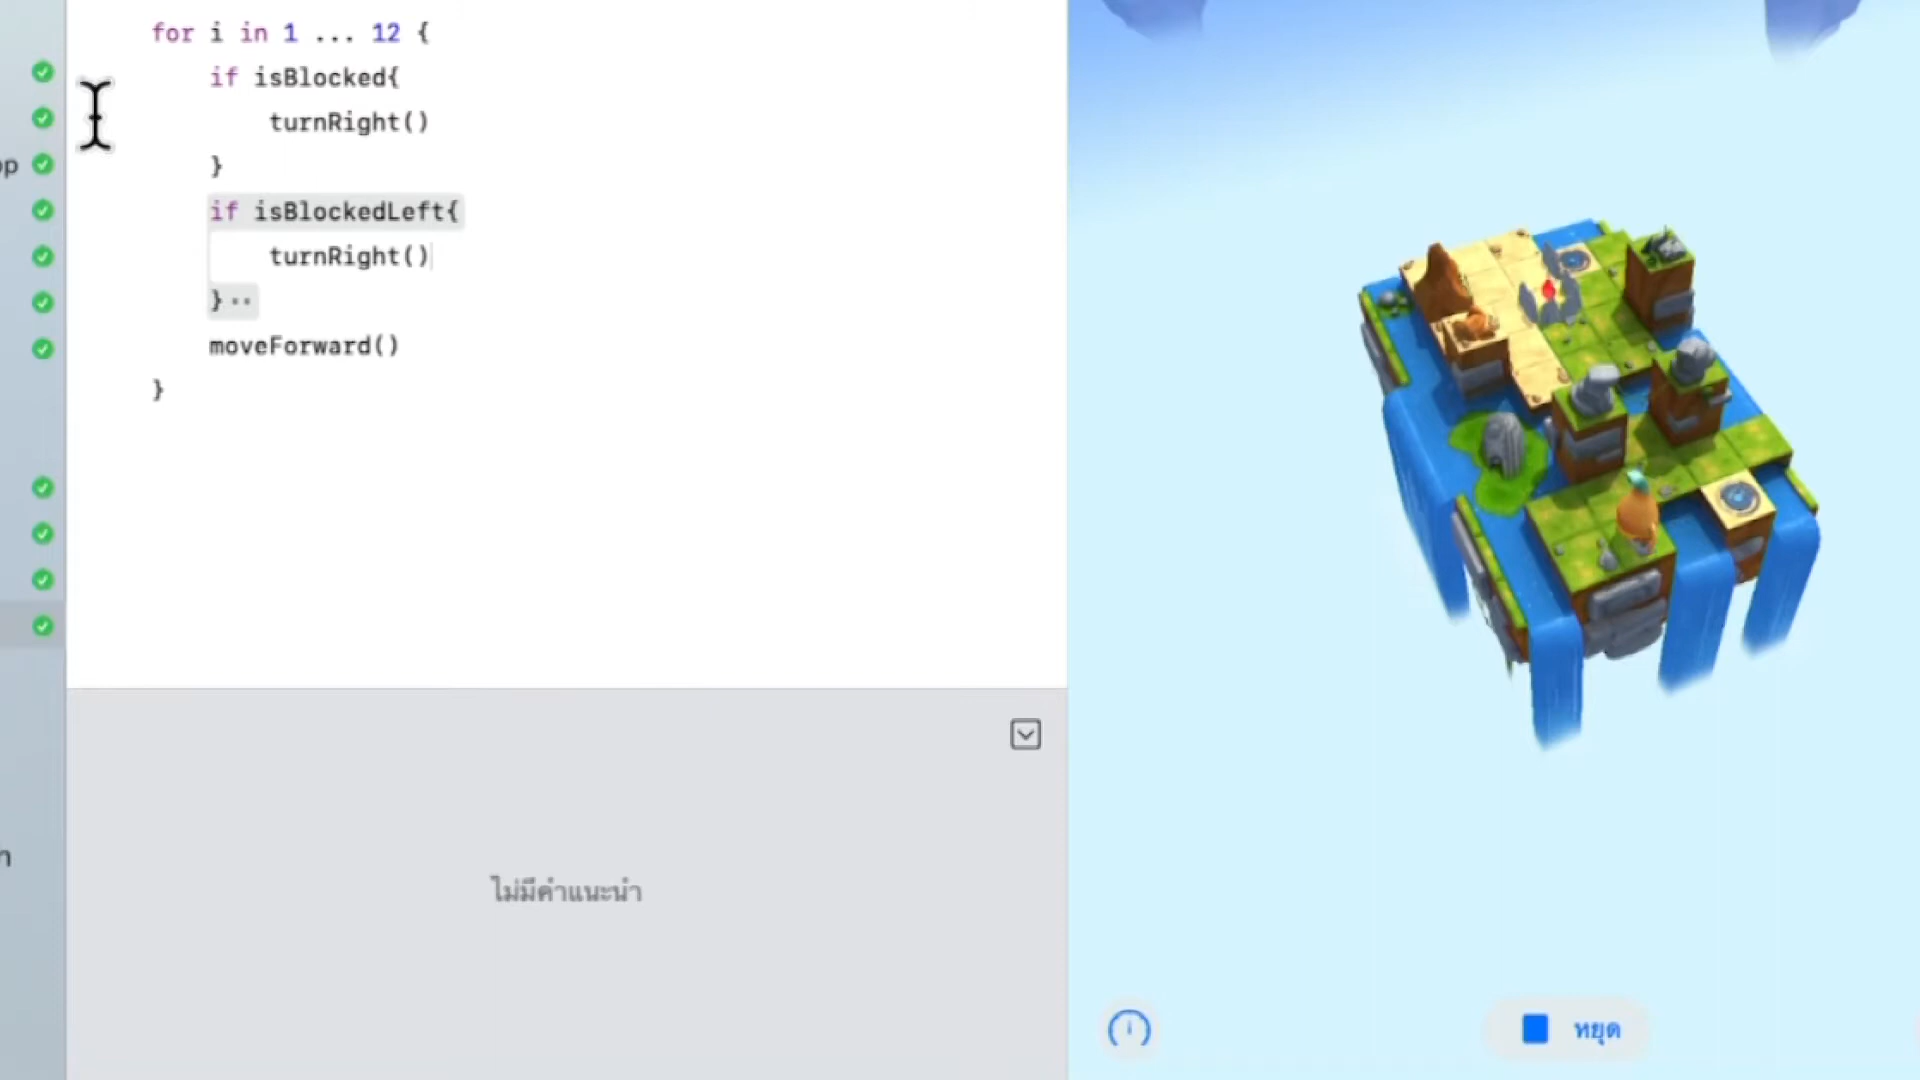 for i in 1 ... 12 {
if isBlocked{
turnRight()
}
if isBlockedLeft{
turnRight()
}
moveForward()
}
ไม่มีคำแนะนำ
หยุด